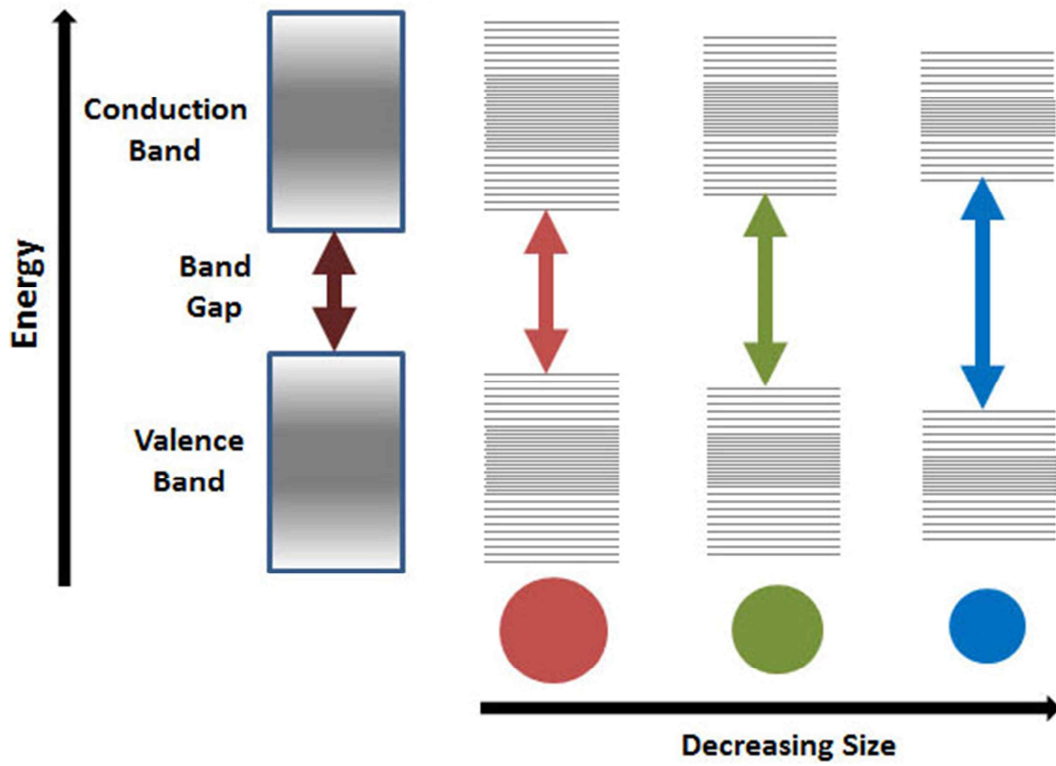 Conduction
Band
Energy
Band
Gap
Valence
Band
Decreasing Size